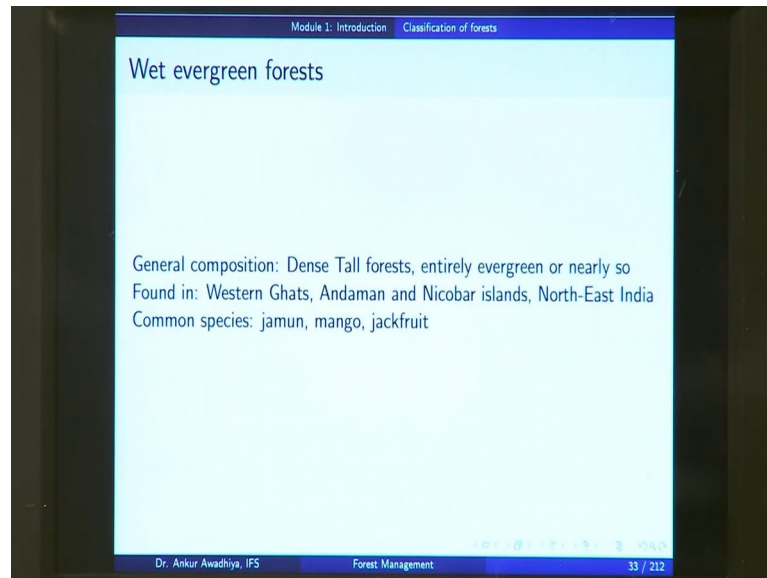 Module 1: Introduction Classification of forests
Wet evergreen forests
General composition: Dense Tall forests, entirely evergreen or nearly so
Found in: Western Ghats, Andaman and Nicobar islands, North-East India
Common species: jamun, mango, jackfruit
Dr. Ankur Awadhiya, IFS Forest Management 33 / 212